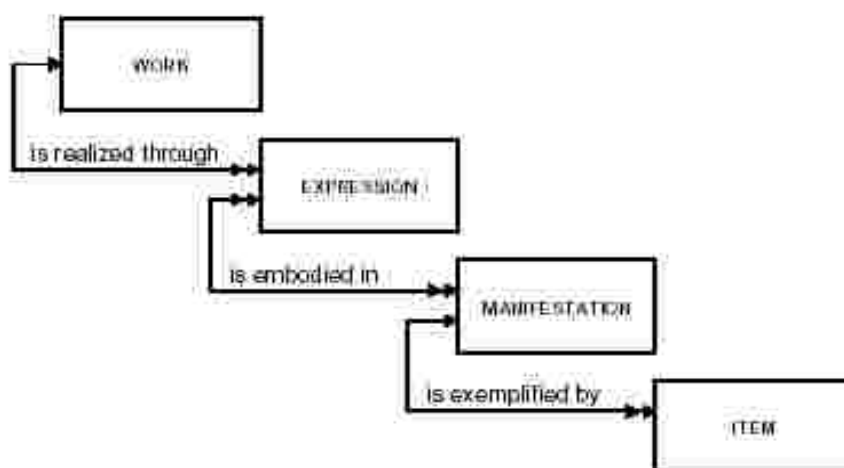 WORK
is realized through
EXPRESSION
is embodied in
MANIFESTATION
is exemplified by
ITEM